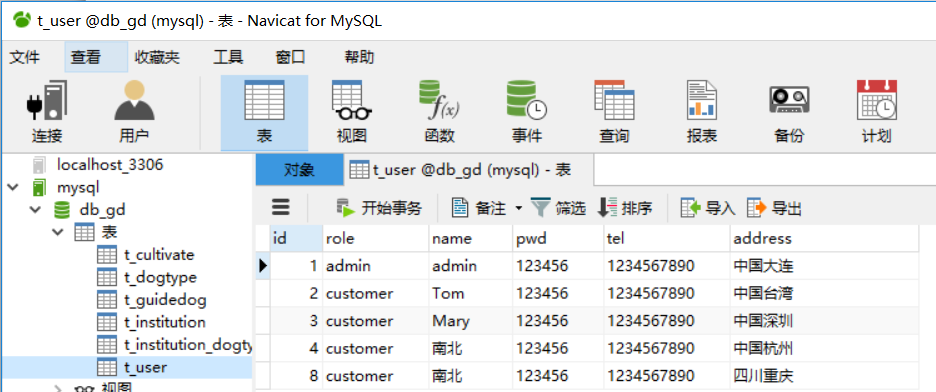 t_user @db_gd (mysql) - 表 - Navicat for MySQL
文件 查看 收藏夹 工具 窗口 帮助
连接 用户 表 视图 函数 事件 查询 报表 备份 计划
localhost_3306
mysql
db_gd
表
t_cultivate
t_dogtype
t_guidedog
t_institution
t_institution_dogty
t_user
视图
对象 t_user @db_gd (mysql) - 表
开始事务 备注 筛选 排序 导入 导出
id role name pwd tel address
1 admin admin 123456 1234567890 中国大连
2 customer Tom 123456 1234567890 中国台湾
3 customer Mary 123456 1234567890 中国深圳
4 customer 南北 123456 1234567890 中国杭州
8 customer 南北 123456 1234567890 四川重庆